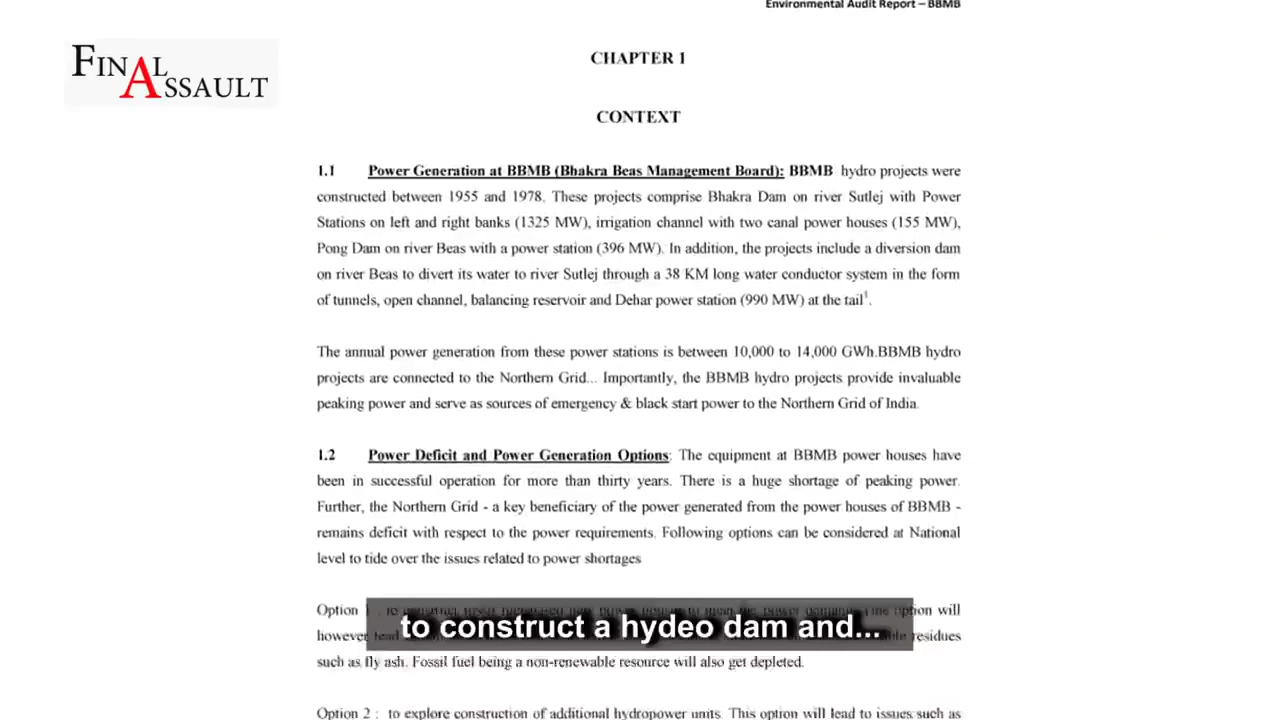 Environmental Audit Report – BBMB
FINAL
ASSAULT
CHAPTER 1
CONTEXT
1.1 Power Generation at BBMB (Bhakra Beas Management Board): BBMB hydro projects were
constructed between 1955 and 1978. These projects comprise Bhakra Dam on river Sutlej with Power
Stations on left and right banks (1325 MW), irrigation channel with two canal power houses (155 MW),
Pong Dam on river Beas with a power station (396 MW). In addition, the projects include a diversion dam
on river Beas to divert its water to river Sutlej through a 38 KM long water conductor system in the form
of tunnels, open channel, balancing reservoir and Dehar power station (990 MW) at the tail1.
The annual power generation from these power stations is between 10,000 to 14,000 GWh.BBMB hydro
projects are connected to the Northern Grid... Importantly, the BBMB hydro projects provide invaluable
peaking power and serve as sources of emergency & black start power to the Northern Grid of India.
1.2 Power Deficit and Power Generation Options: The equipment at BBMB power houses have
been in successful operation for more than thirty years. There is a huge shortage of peaking power.
Further, the Northern Grid - a key beneficiary of the power generated from the power houses of BBMB -
remains deficit with respect to the power requirements. Following options can be considered at National
level to tide over the issues related to power shortages
Option option will
to construct a hydeo dam and...
however residues
such as fly ash. Fossil fuel being a non-renewable resource will also get depleted.
Option 2 : to explore construction of additional hydropower units. This option will lead to issues such as